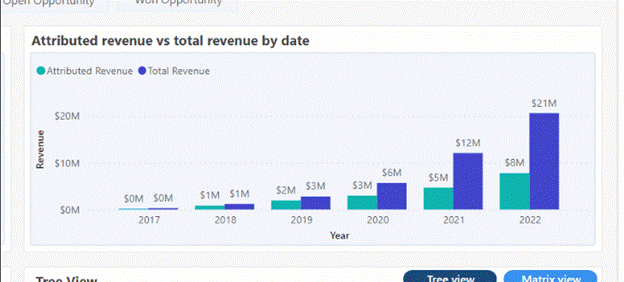 Open Opportunity Won Opportunity
Attributed revenue vs total revenue by date
Attributed Revenue Total Revenue
$21M
$20M
$12M
Revenue
$10M
$8M
$6M
$5M
$3M
$2M $3M
$1M $1M
$0M $0M
$0M
2017 2018 2019 2020 2021 2022
Year
Tree View Tree view Matrix view